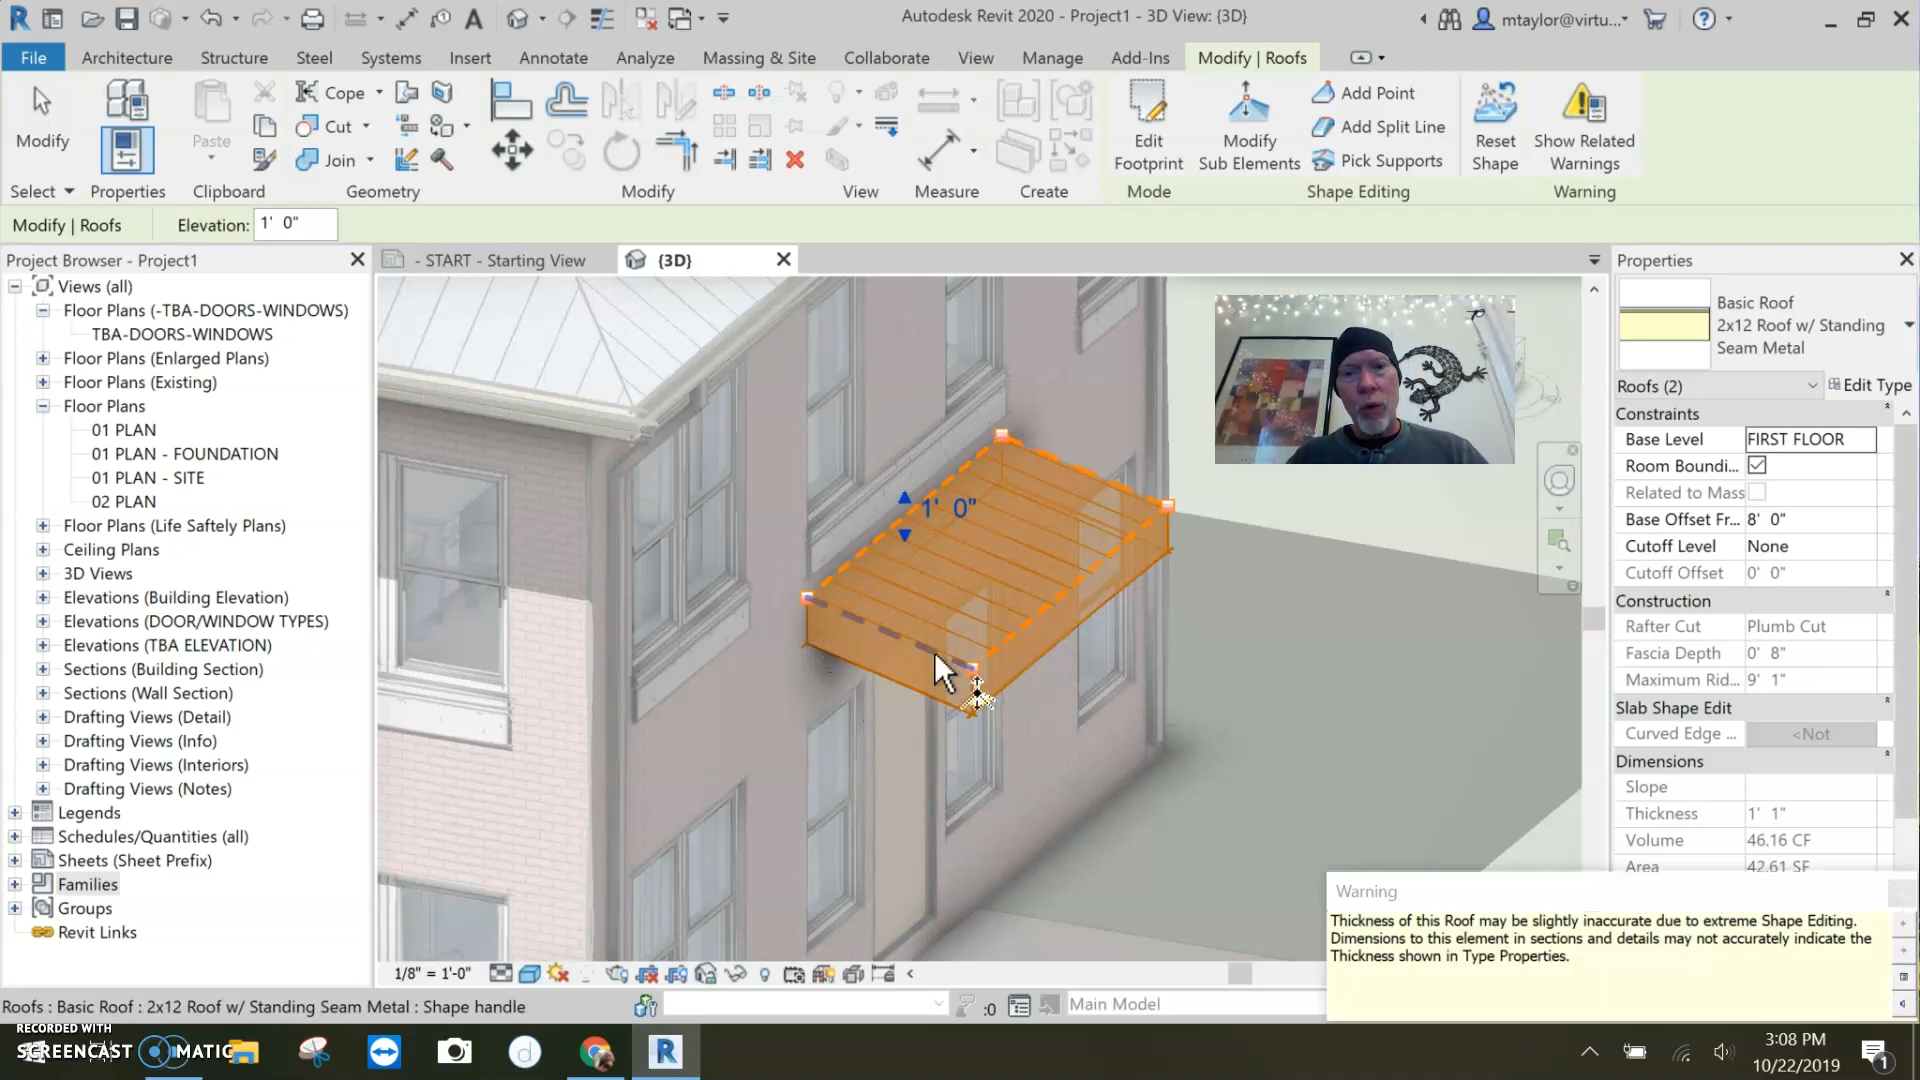 Autodesk Revit 2020 - Project1 - 3D View: {3D}
mtaylor@virtu...
File Architecture Structure Steel Systems Insert Annotate Analyze Massing & Site Collaborate View Manage Add-Ins Modify | Roofs
Modify
Paste
Cope
Cut
Join
Edit Footprint
Modify Sub Elements
Add Point
Add Split Line
Pick Supports
Reset Shape
Show Related Warnings
Select Properties Clipboard Geometry Modify View Measure Create Mode Shape Editing Warning
Modify | Roofs Elevation: 1' 0"
Project Browser - Project1
- START - Starting View
{3D}
Views (all)
Floor Plans (-TBA-DOORS-WINDOWS)
TBA-DOORS-WINDOWS
Floor Plans (Enlarged Plans)
Floor Plans (Existing)
Floor Plans
01 PLAN
01 PLAN - FOUNDATION
01 PLAN - SITE
02 PLAN
Floor Plans (Life Saftely Plans)
Ceiling Plans
3D Views
Elevations (Building Elevation)
Elevations (DOOR/WINDOW TYPES)
Elevations (TBA ELEVATION)
Sections (Building Section)
Sections (Wall Section)
Drafting Views (Detail)
Drafting Views (Info)
Drafting Views (Interiors)
Drafting Views (Notes)
Legends
Schedules/Quantities (all)
Sheets (Sheet Prefix)
Families
Groups
Revit Links
1' 0"
Properties
Basic Roof
2x12 Roof w/ Standing
Seam Metal
Roofs (2) Edit Type
Constraints
Base Level FIRST FLOOR
Room Boundi...
Related to Mass
Base Offset Fr... 8' 0"
Cutoff Level None
Cutoff Offset 0' 0"
Construction
Rafter Cut Plumb Cut
Fascia Depth 0' 8"
Maximum Rid... 9' 1"
Slab Shape Edit
Curved Edge ... <Not
Dimensions
Slope
Thickness 1' 1"
Volume 46.16 CF
Area 42.61 SF
Warning
Thickness of this Roof may be slightly inaccurate due to extreme Shape Editing.
Dimensions to this element in sections and details may not accurately indicate the
Thickness shown in Type Properties.
1/8" = 1'-0"
Roofs : Basic Roof : 2x12 Roof w/ Standing Seam Metal : Shape handle
:0
Main Model
RECORDED WITH
SCREENCAST MATIC
3:08 PM
10/22/2019
1